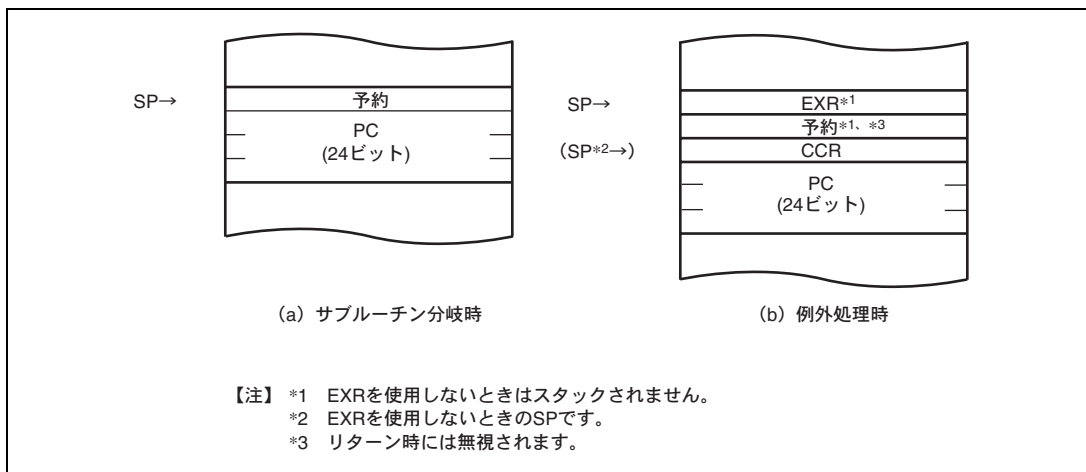 SP→
予約
PC
(24ビット)
(a) サブルーチン分岐時
SP→
(SP*2→)
EXR*1
予約*1、*3
CCR
PC
(24ビット)
(b) 例外処理時
【注】 *1 EXRを使用しないときはスタックされません。
*2 EXRを使用しないときのSPです。
*3 リターン時には無視されます。